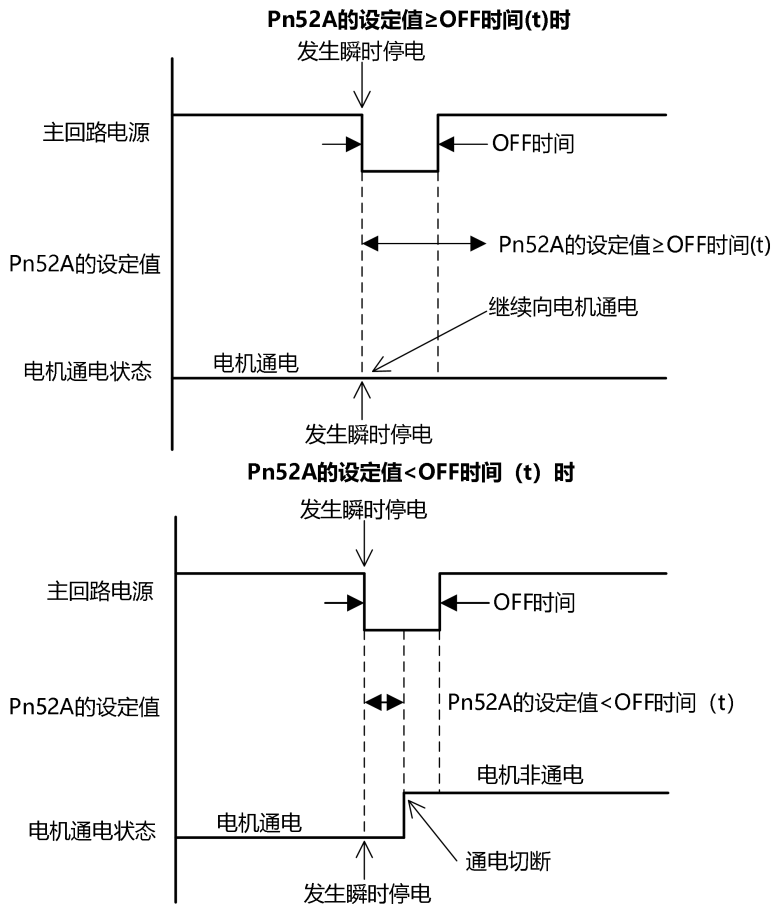 Pn52A的设定值≥OFF时间(t)时
发生瞬时停电
主回路电源
OFF时间
Pn52A的设定值≥OFF时间(t)
Pn52A的设定值
继续向电机通电
电机通电状态
电机通电
发生瞬时停电
Pn52A的设定值<OFF时间（t）时
发生瞬时停电
主回路电源
OFF时间
Pn52A的设定值
Pn52A的设定值<OFF时间（t）
电机非通电
电机通电状态
电机通电
通电切断
发生瞬时停电